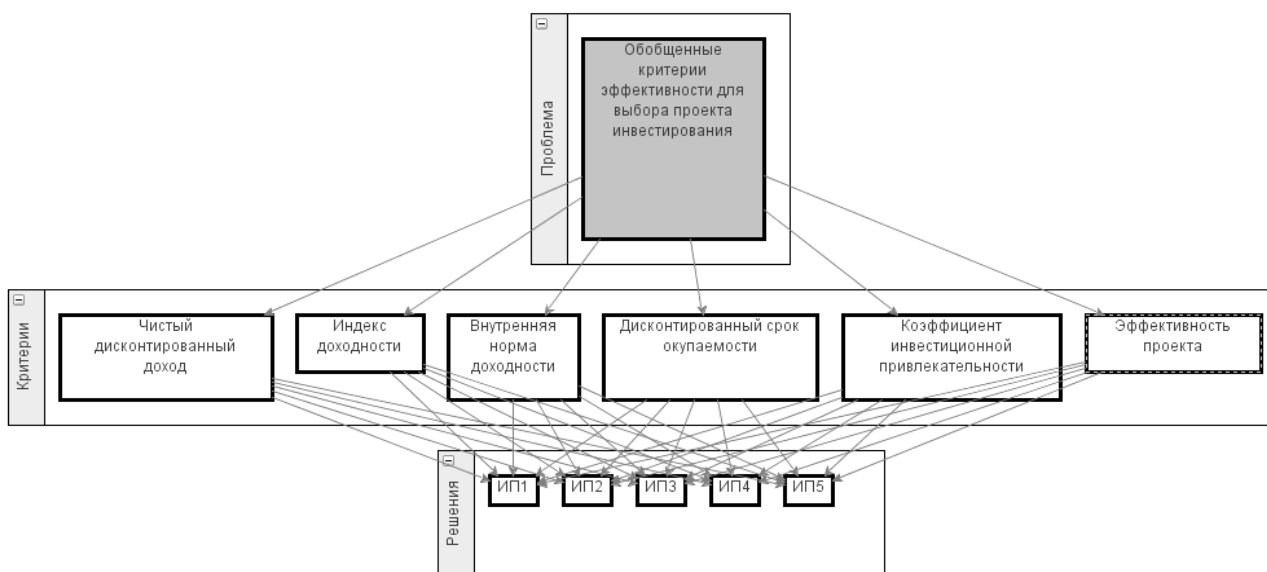 Проблема
Обобщенные
критерии
эффективности для
выбора проекта
инвестирования
Критерии
Чистый
дисконтированный
доход
Индекс
доходности
Внутренняя
норма
доходности
Дисконтированный срок
окупаемости
Коэффициент
инвестиционной
привлекательности
Эффективность
проекта
Решения
ИП1
ИП2
ИП3
ИП4
ИП5